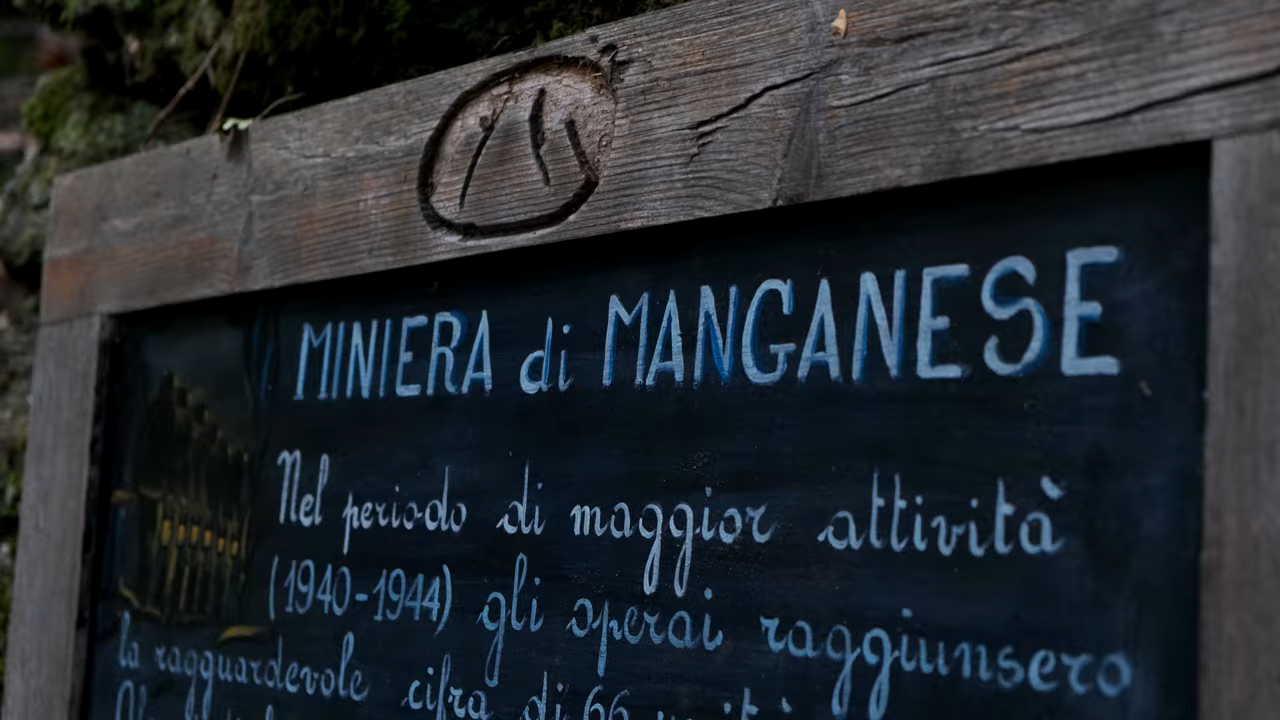 MINIERA di MANGANESE
Nel periodo di maggior attività
(1940-1944) gli operai raggiunsero
la ragguardevole cifra di 66 unità